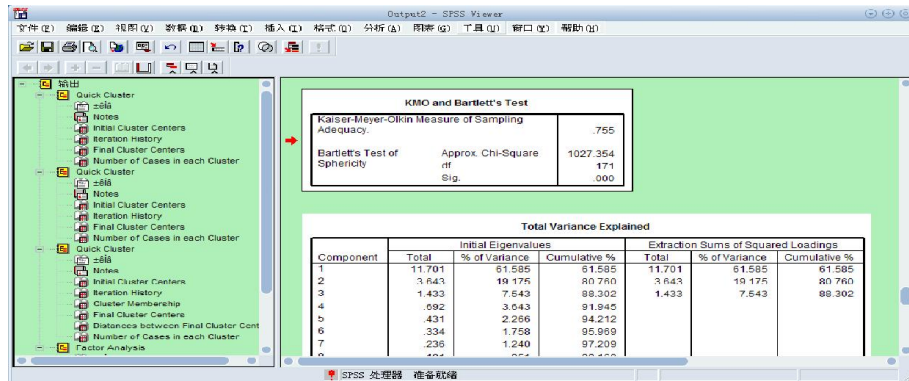 Output2 - SPSS Viewer
文件(F) 编辑(E) 视图(V) 数据(D) 转换(T) 插入(I) 格式(O) 分析(A) 图表(G) 工具(U) 窗口(W) 帮助(H)
输出
Quick Cluster
±êÌâ
Notes
Initial Cluster Centers
Iteration History
Final Cluster Centers
Number of Cases in each Cluster
Quick Cluster
±êÌâ
Notes
Initial Cluster Centers
Iteration History
Final Cluster Centers
Number of Cases in each Cluster
Quick Cluster
±êÌâ
Notes
Initial Cluster Centers
Iteration History
Cluster Membership
Final Cluster Centers
Distances between Final Cluster Cent
Number of Cases in each Cluster
Factor Analysis
KMO and Bartlett's Test
Kaiser-Meyer-Olkin Measure of Sampling
Adequacy. .755
Bartlett's Test of Approx. Chi-Square 1027.354
Sphericity df 171
Sig. .000
Total Variance Explained
Initial Eigenvalues Extraction Sums of Squared Loadings
Component Total % of Variance Cumulative % Total % of Variance Cumulative %
1 11.701 61.585 61.585 11.701 61.585 61.585
2 3.643 19.175 80.760 3.643 19.175 80.760
3 1.433 7.543 88.302 1.433 7.543 88.302
4 .692 3.643 91.945
5 .431 2.266 94.212
6 .334 1.758 95.969
7 .236 1.240 97.209
SPSS 处理器 准备就绪